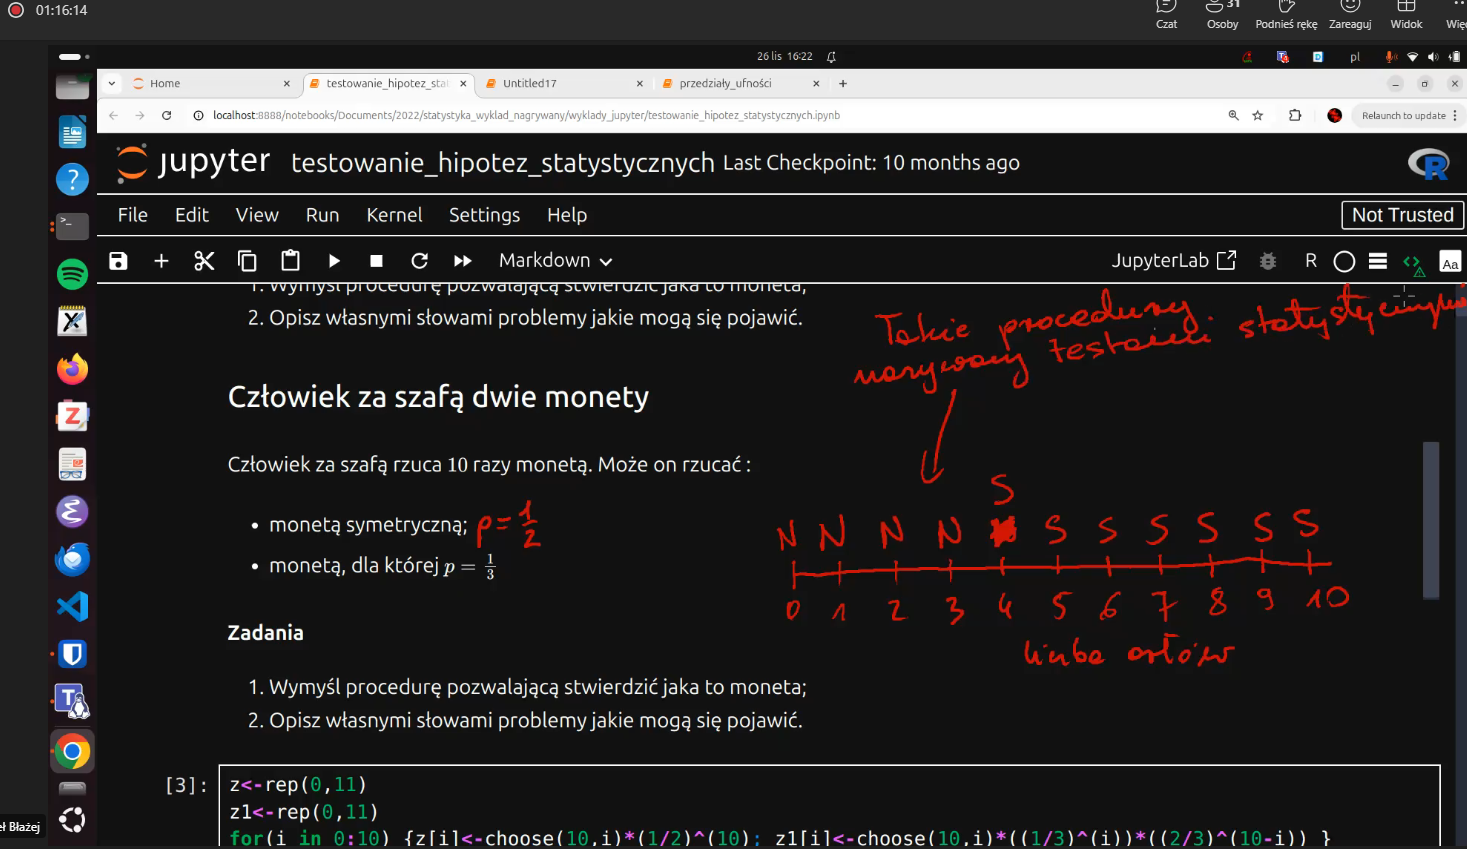 01:16:14
31
Czat
Osoby
Podnieś rękę
Zareaguj
Widok
26 lis 16:22
pl
Home
testowanie_hipotez_sta
Untitled17
przedziały_ufności
localhost:8888/notebooks/Documents/2022/statystyka_wyklad_nagrywany/wyklady_jupyter/testowanie_hipotez_statystycznych.ipynb
Relaunch to update
jupyter testowanie_hipotez_statystycznych Last Checkpoint: 10 months ago
File Edit View Run Kernel Settings Help
Not Trusted
Markdown
JupyterLab
R
Aa
1. Wymyśl procedurę pozwalającą stwierdzić jaka to moneta;
2. Opisz własnymi słowami problemy jakie mogą się pojawić.
Takie procedury
nazywamy testami statystycznymi
Człowiek za szafą dwie monety
Człowiek za szafą rzuca 10 razy monetą. Może on rzucać :
• monetą symetryczną; p = 1/2
• monetą, dla której p = 1/3
S
N N N N S S S S S S
0 1 2 3 4 5 6 7 8 9 10
liczba orłów
Zadania
1. Wymyśl procedurę pozwalającą stwierdzić jaka to moneta;
2. Opisz własnymi słowami problemy jakie mogą się pojawić.
[3]:
z<-rep(0,11)
z1<-rep(0,11)
for(i in 0:10) {z[i]<-choose(10,i)*(1/2)^(10); z1[i]<-choose(10,i)*((1/3)^(i))*((2/3)^(10-i)) }
Błażej